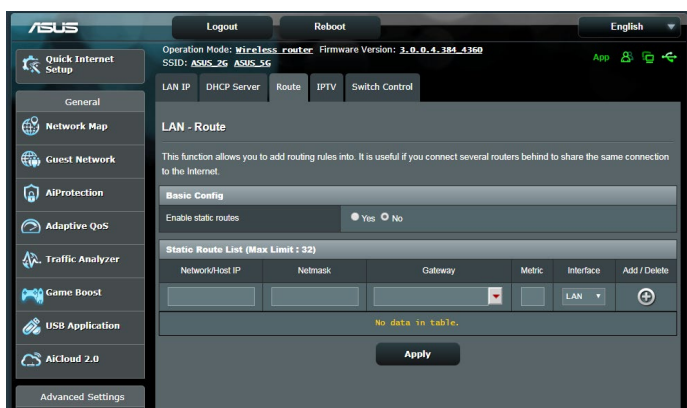 ASUS
Logout
Reboot
English
Quick Internet
Setup
Operation Mode: Wireless router Firmware Version: 3.0.0.4.384_4360
SSID: ASUS_2G ASUS_5G
App
General
LAN IP
DHCP Server
Route
IPTV
Switch Control
Network Map
Guest Network
AiProtection
Adaptive QoS
Traffic Analyzer
Game Boost
USB Application
AiCloud 2.0
Advanced Settings
LAN - Route
This function allows you to add routing rules into. It is useful if you connect several routers behind to share the same connection
to the Internet.
Basic Config
Enable static routes
Yes
No
Static Route List (Max Limit : 32)
Network/Host IP
Netmask
Gateway
Metric
Interface
Add / Delete
LAN
No data in table.
Apply